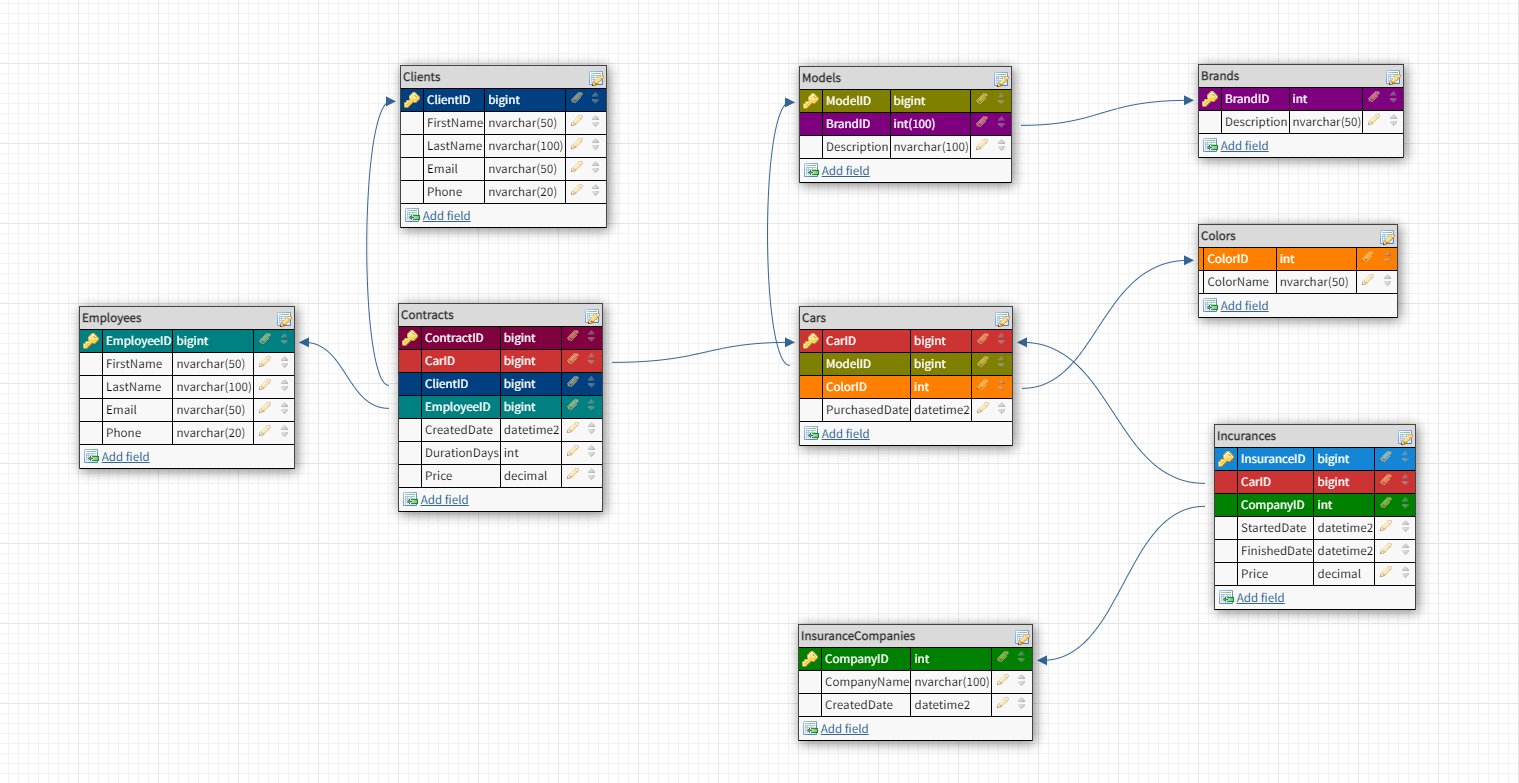 Clients
ClientID bigint
FirstName nvarchar(50)
LastName nvarchar(100)
Email nvarchar(50)
Phone nvarchar(20)
Add field
Models
ModelID bigint
BrandID int(100)
Description nvarchar(100)
Add field
Brands
BrandID int
Description nvarchar(50)
Add field
Colors
ColorID int
ColorName nvarchar(50)
Add field
Employees
EmployeeID bigint
FirstName nvarchar(50)
LastName nvarchar(100)
Email nvarchar(50)
Phone nvarchar(20)
Add field
Contracts
ContractID bigint
CarID bigint
ClientID bigint
EmployeeID bigint
CreatedDate datetime2
DurationDays int
Price decimal
Add field
Cars
CarID bigint
ModelID bigint
ColorID int
PurchasedDate datetime2
Add field
Incurances
InsuranceID bigint
CarID bigint
CompanyID int
StartedDate datetime2
FinishedDate datetime2
Price decimal
Add field
InsuranceCompanies
CompanyID int
CompanyName nvarchar(100)
CreatedDate datetime2
Add field